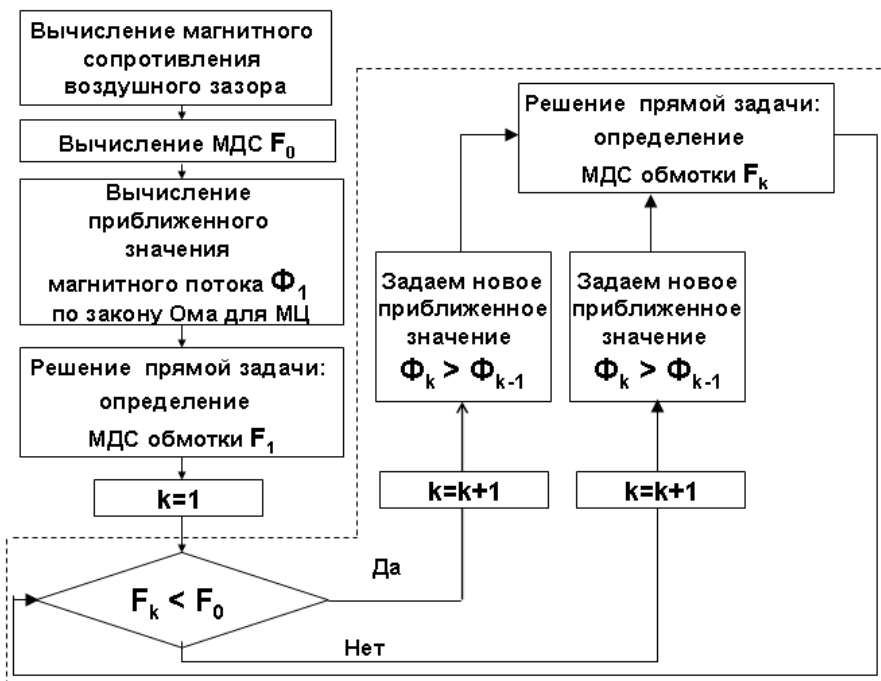 Вычисление магнитного
сопротивления
воздушного зазора
Вычисление МДС F0
Вычисление
приближенного
значения
магнитного потока Ф1
по закону Ома для МЦ
Решение прямой задачи:
определение
МДС обмотки F1
k=1
Fk < F0
Да
Нет
k=k+1
Задаем новое
приближенное
значение
Фk > Фk-1
k=k+1
Задаем новое
приближенное
значение
Фk > Фk-1
Решение прямой задачи:
определение
МДС обмотки Fk